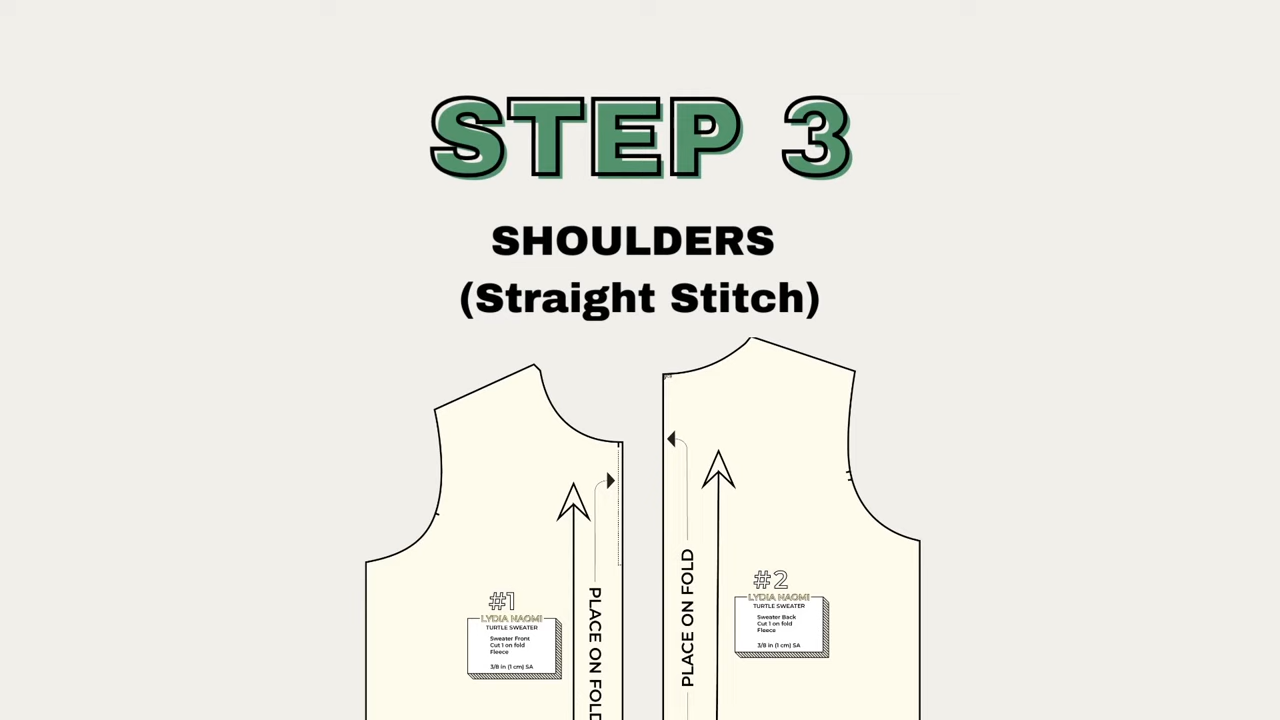 STEP 3
SHOULDERS
(Straight Stitch)
#1
LYDIA NAOMI
TURTLE SWEATER
Sweater Front
Cut 1 on fold
Fleece
3/8 in (1 cm) SA
PLACE ON FOLD
PLACE ON FOLD
#2
LYDIA NAOMI
TURTLE SWEATER
Sweater Back
Cut 1 on fold
Fleece
3/8 in (1 cm) SA